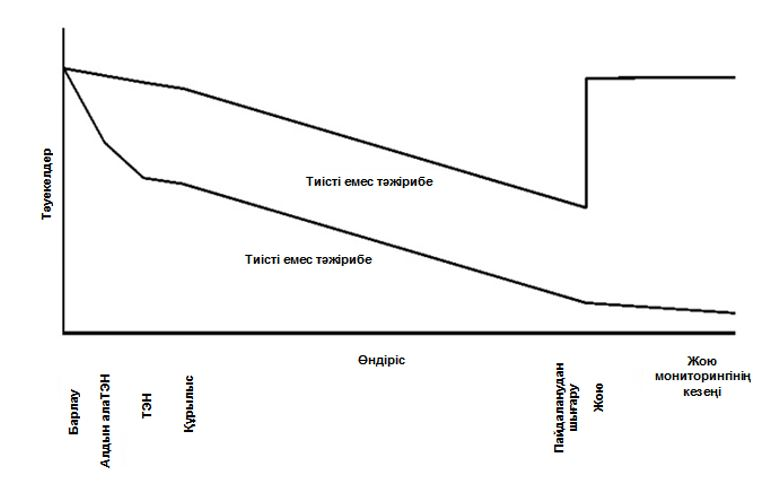 Тәуекелдер
Тиісті емес тәжірибе
Тиісті емес тәжірибе
Өндіріс
Барлау
Алдын алаТЭН
ТЭН
Құрылыс
Пайдаланудан
шығару
Жою
Жою
мониторингінің
кезеңі